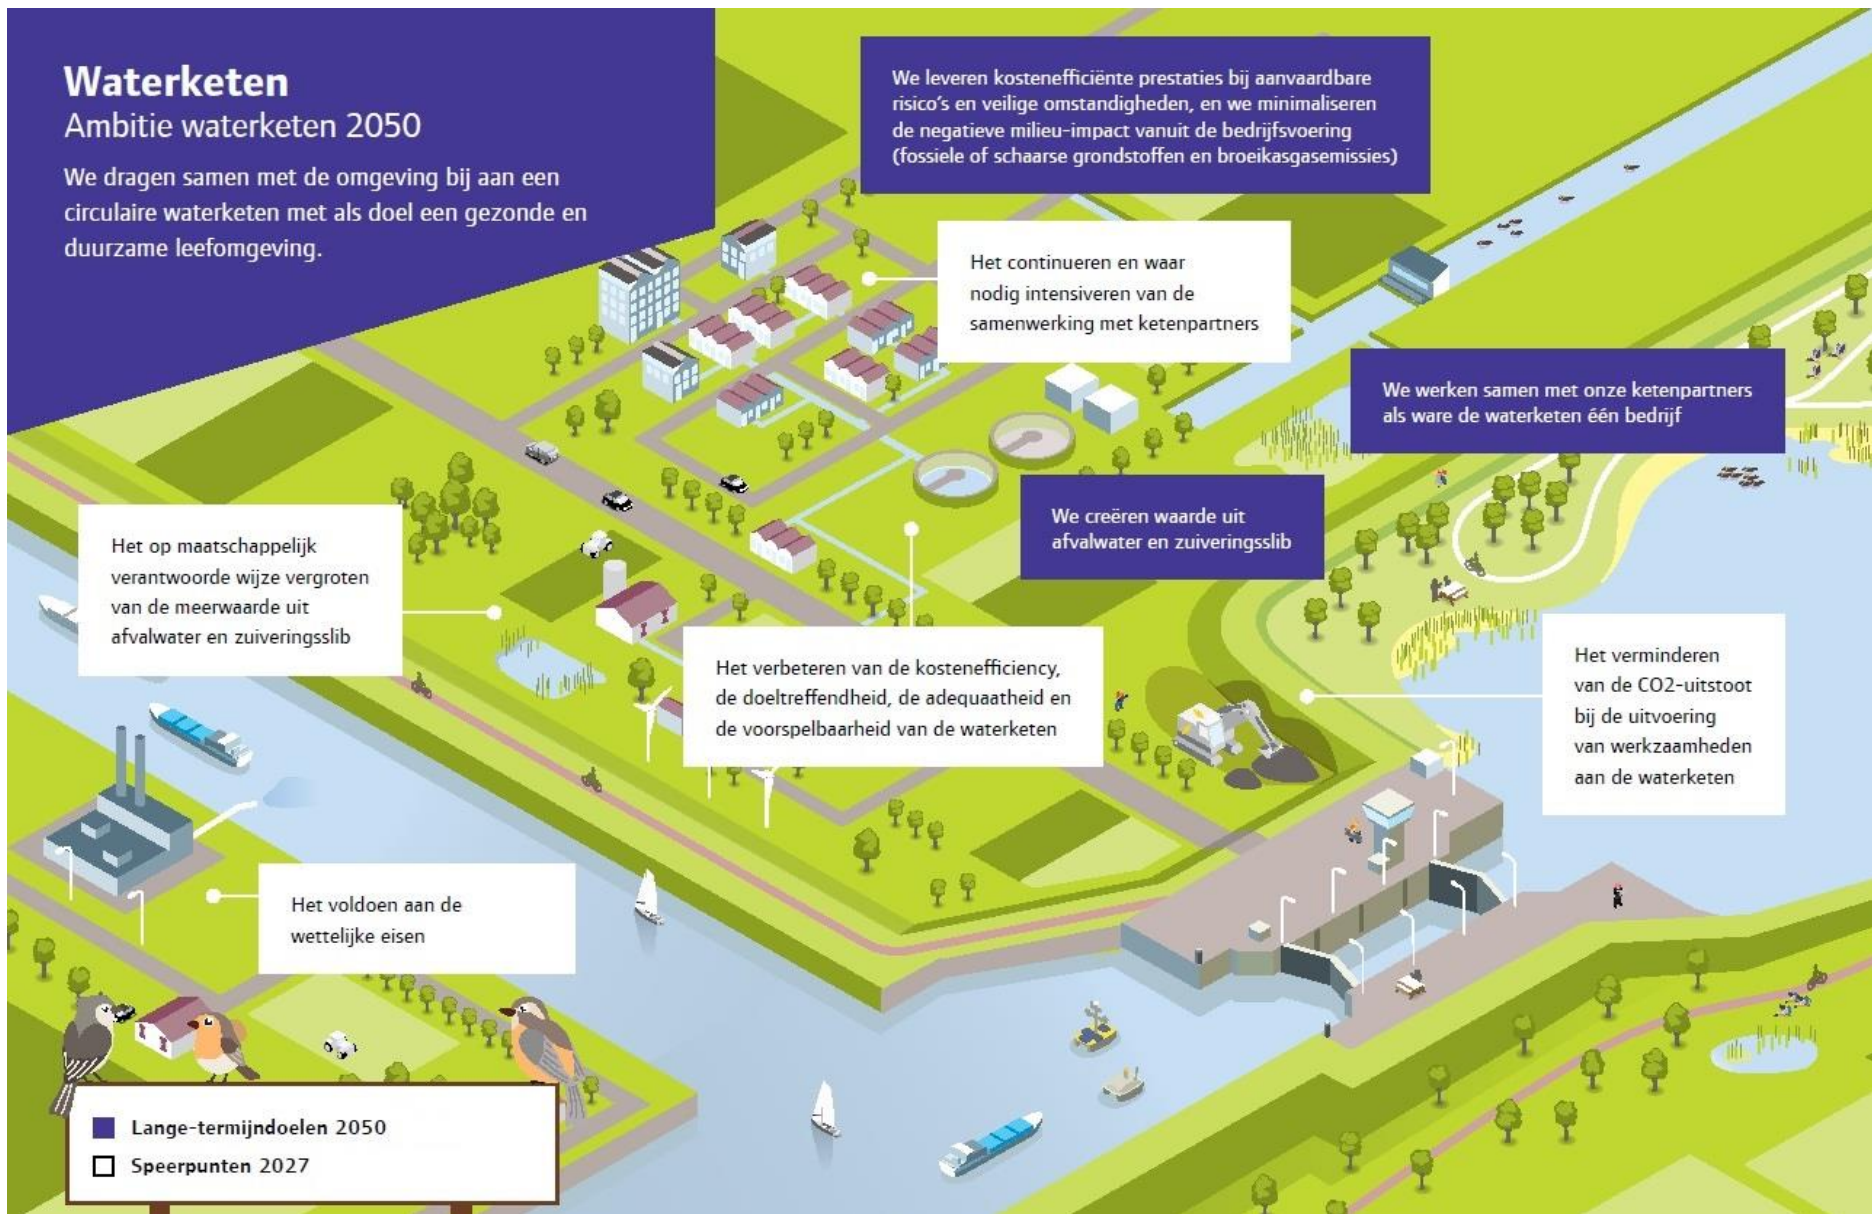 Waterketen
Ambitie waterketen 2050
We dragen samen met de omgeving bij aan een
circulaire waterketen met als doel een gezonde en
duurzame leefomgeving.
We leveren kostenefficiënte prestaties bij aanvaardbare
risico's en veilige omstandigheden, en we minimaliseren
de negatieve milieu-impact vanuit de bedrijfsvoering
(fossiele of schaarse grondstoffen en broeikasgasemissies)
Het continueren en waar
nodig intensiveren van de
samenwerking met ketenpartners
We werken samen met onze ketenpartners
als ware de waterketen één bedrijf
We creëren waarde uit
afvalwater en zuiveringsslib
Het op maatschappelijk
verantwoorde wijze vergroten
van de meerwaarde uit
afvalwater en zuiveringsslib
Het verbeteren van de kostenefficiency,
de doeltreffendheid, de adequaatheid en
de voorspelbaarheid van de waterketen
Het verminderen
van de CO2-uitstoot
bij de uitvoering
van werkzaamheden
aan de waterketen
Het voldoen aan de
wettelijke eisen
Lange-termijndoelen 2050
Speerpunten 2027